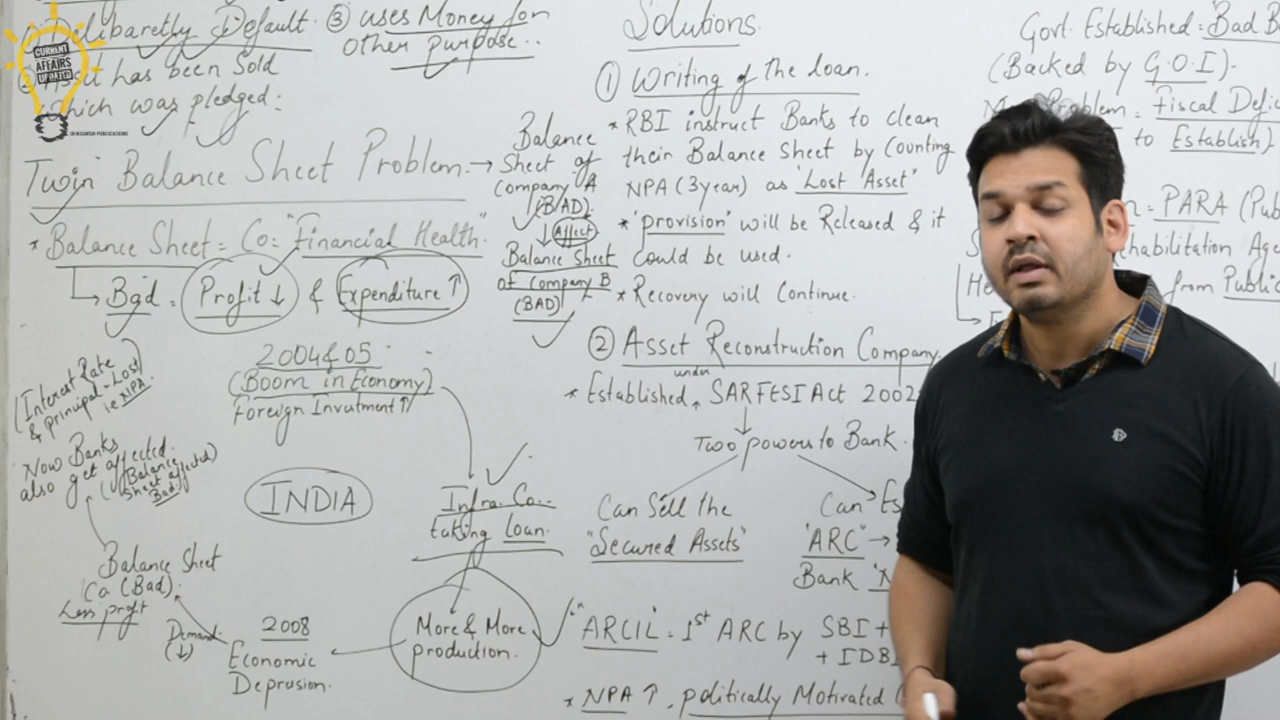 CURRENT
AFFAIRS
UPDATED
Delibaretly Default.
Asset has been Sold
which was pledged:
③ uses Money for
other purpose..
Twin Balance Sheet Problem. →
* Balance Sheet = Co: "Financial Health".
Bad = Profit ↓ & Expenditure ↑
Balance
Sheet of
Company A
(BAD).
↓ Affect
Balance Sheet
of Company B
(BAD)
2004&05
(Boom in Economy)
Foreign Investment ↑
(Interest Rate
& principal-Lost)
ie NPA
Now Banks
also get affected.
(Balance
Sheet affected)
Bad.
INDIA
Infra. Co..
taking Loan.
Balance Sheet
Co (Bad).
Less profit
Demand
(↓)
2008
Economic
Deprssion.
More & More
production.
Solutions.
① Writing of the loan.
* RBI instruct Banks to clean
their Balance Sheet by Counting
NPA (3year) as 'Lost Asset'
* 'provision' will be Released & it
Could be used.
* Recovery will Continue.
② Asset Reconstruction Company.
* Established under SARFESI Act 2002
Two powers to Bank.
Can Sell the
"Secured Assets"
Can Es
'ARC' →
Bank 'N
"ARCIL = 1st ARC by SBI +
+ IDBI
* NPA ↑, politically Motivated
Govt. Established = 'Bad B
(Backed by G.O.I).
Problem = Fiscal Defic
to Establish).
= PARA (Pub
Rehabilitation Age
from Public